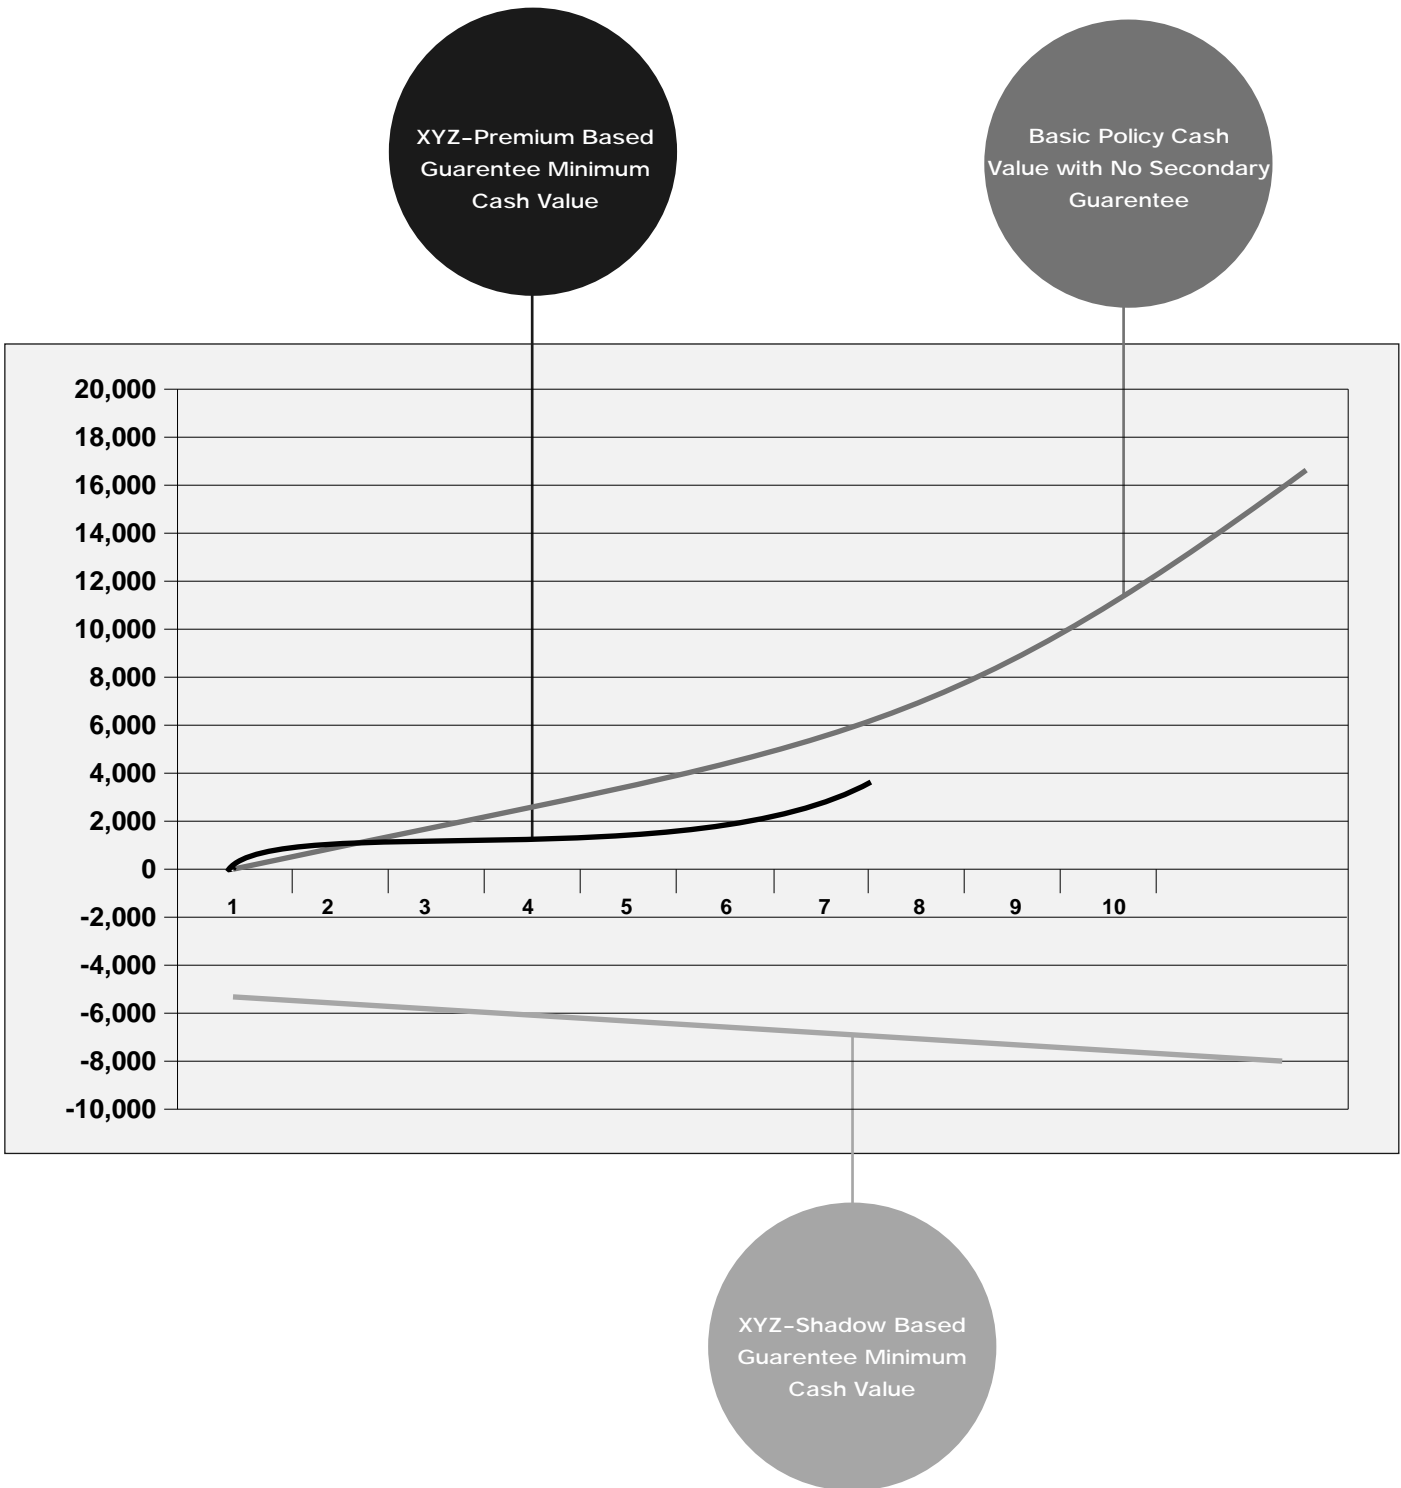 XYZ-Premium Based
Guarentee Minimum
Cash Value
Basic Policy Cash
Value with No Secondary
Guarentee
20,000
18,000
16,000
14,000
12,000
10,000
8,000
6,000
4,000
2,000
0
1 2 3 4 5 6 7 8 9 10
-2,000
-4,000
-6,000
-8,000
-10,000
XYZ-Shadow Based
Guarentee Minimum
Cash Value